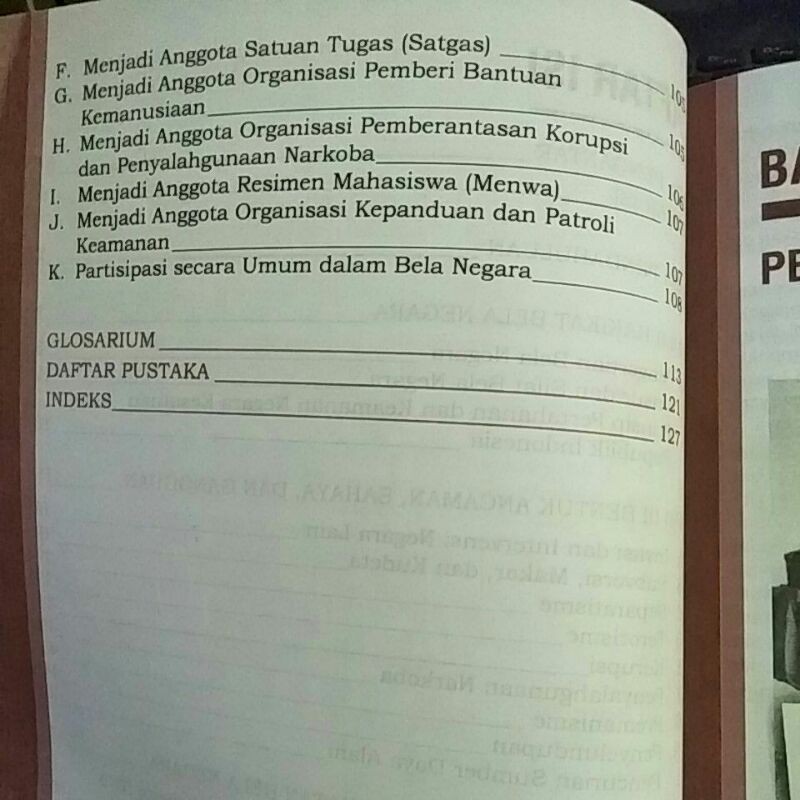 F. Menjadi Anggota Satuan Tugas (Satgas)
G. Menjadi Anggota Organisasi Pemberi Bantuan
Kemanusiaan 105
H. Menjadi Anggota Organisasi Pemberantasan Korupsi
dan Penyalahgunaan Narkoba 106
I. Menjadi Anggota Resimen Mahasiswa (Menwa) 107
J. Menjadi Anggota Organisasi Kepanduan dan Patroli
Keamanan 107
K. Partisipasi secara Umum dalam Bela Negara 108
GLOSARIUM 113
DAFTAR PUSTAKA 121
INDEKS 127